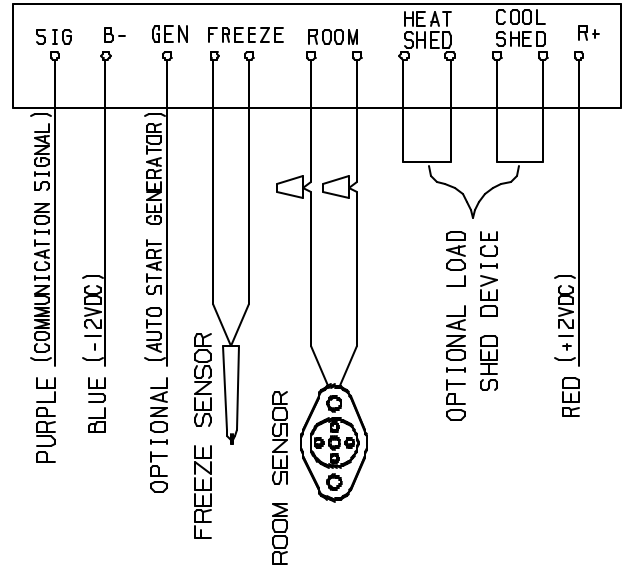 SIG B- GEN FREEZE ROOM HEAT SHED COOL SHED R+
PURPLE (COMMUNICATION SIGNAL)
BLUE (-12VDC)
OPTIONAL (AUTO START GENERATOR)
FREEZE SENSOR
ROOM SENSOR
OPTIONAL LOAD
SHED DEVICE
RED (+12VDC)